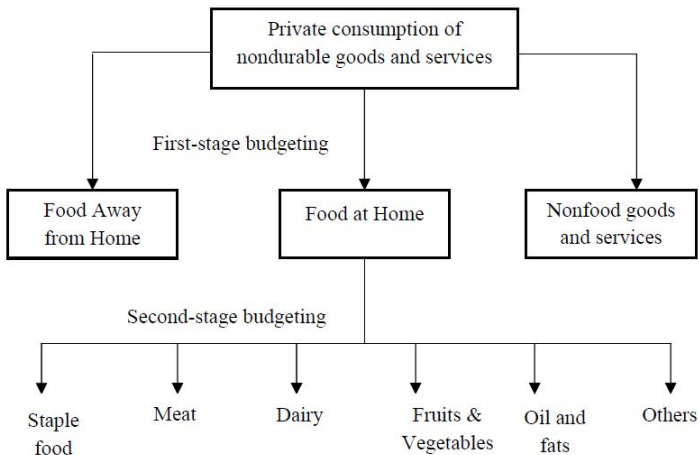 Private consumption of
nondurable goods and services
First-stage budgeting
Food Away
from Home
Food at Home
Nonfood goods
and services
Second-stage budgeting
Staple
food
Meat
Dairy
Fruits &
Vegetables
Oil and
fats
Others